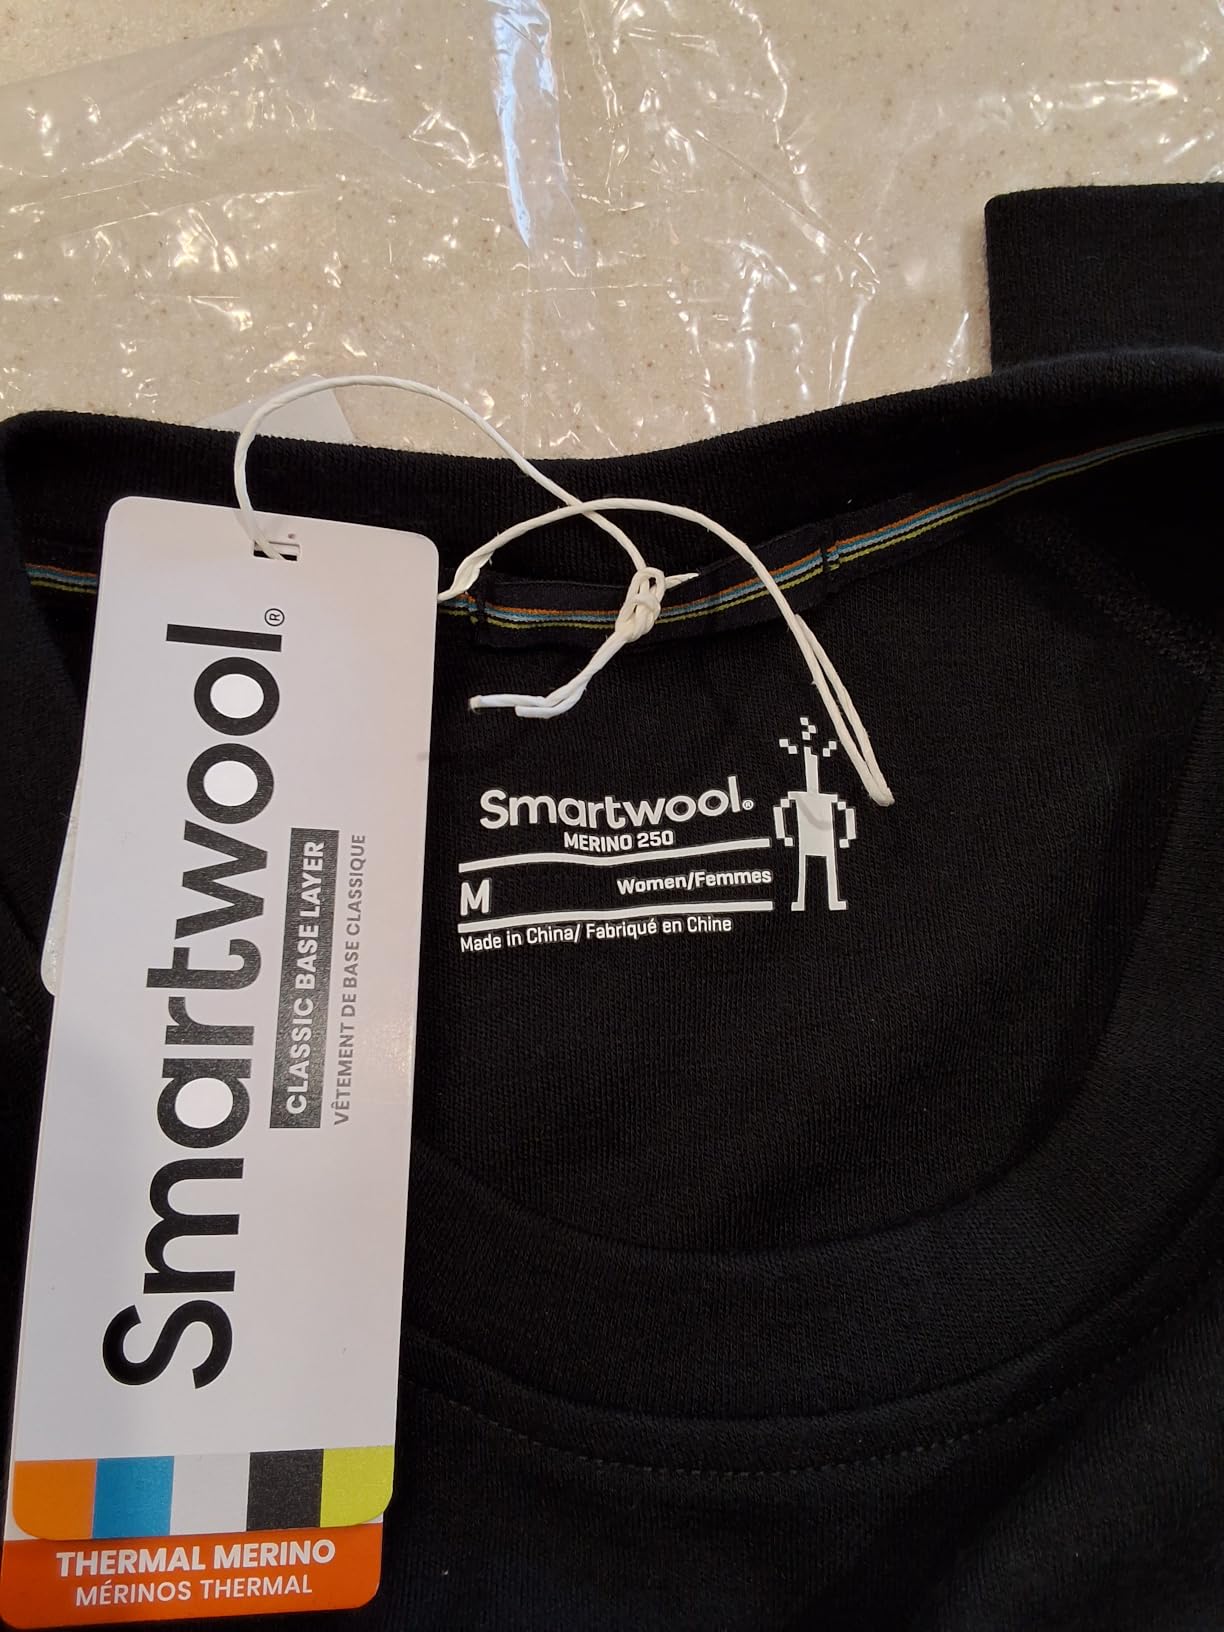 Smartwool®
CLASSIC BASE LAYER
VÊTEMENT DE BASE CLASSIQUE
THERMAL MERINO
MÉRINOS THERMAL
Smartwool®
MERINO 250
M
Women/Femmes
Made in China/ Fabriqué en Chine